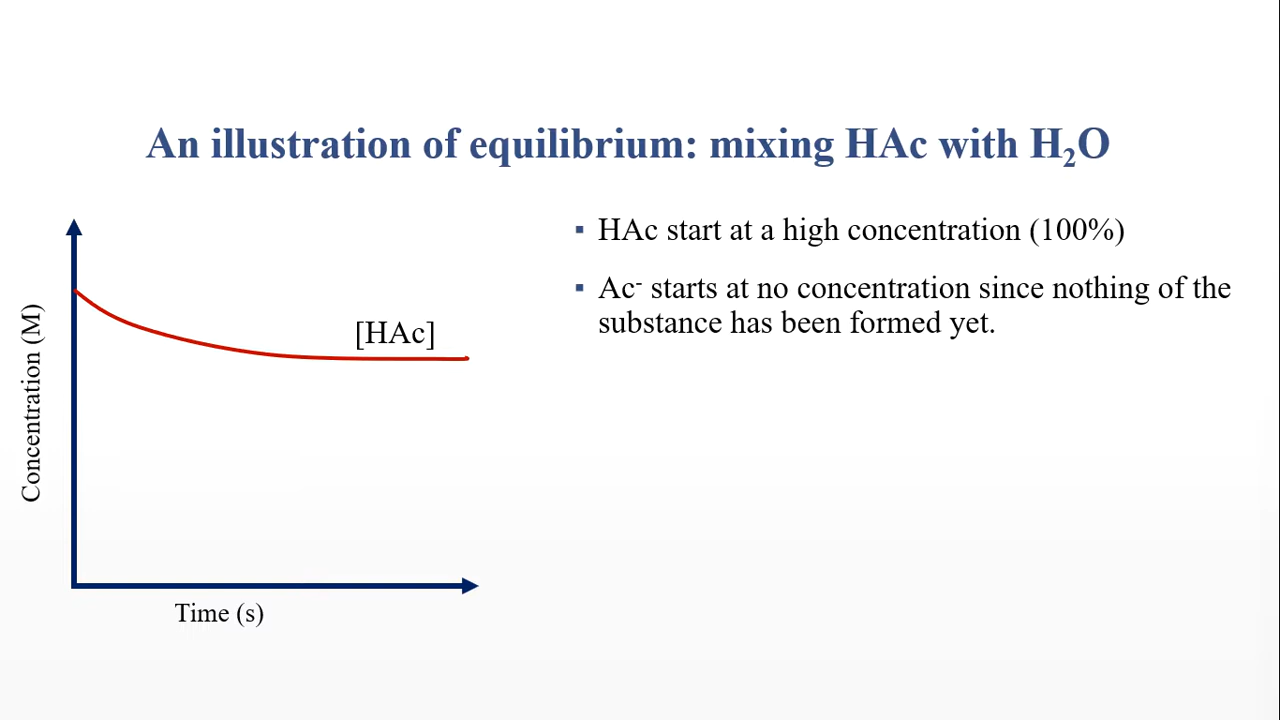 An illustration of equilibrium: mixing HAc with H₂O
▪ HAc start at a high concentration (100%)
▪ Ac⁻ starts at no concentration since nothing of the
substance has been formed yet.
Concentration (M)
[HAc]
Time (s)